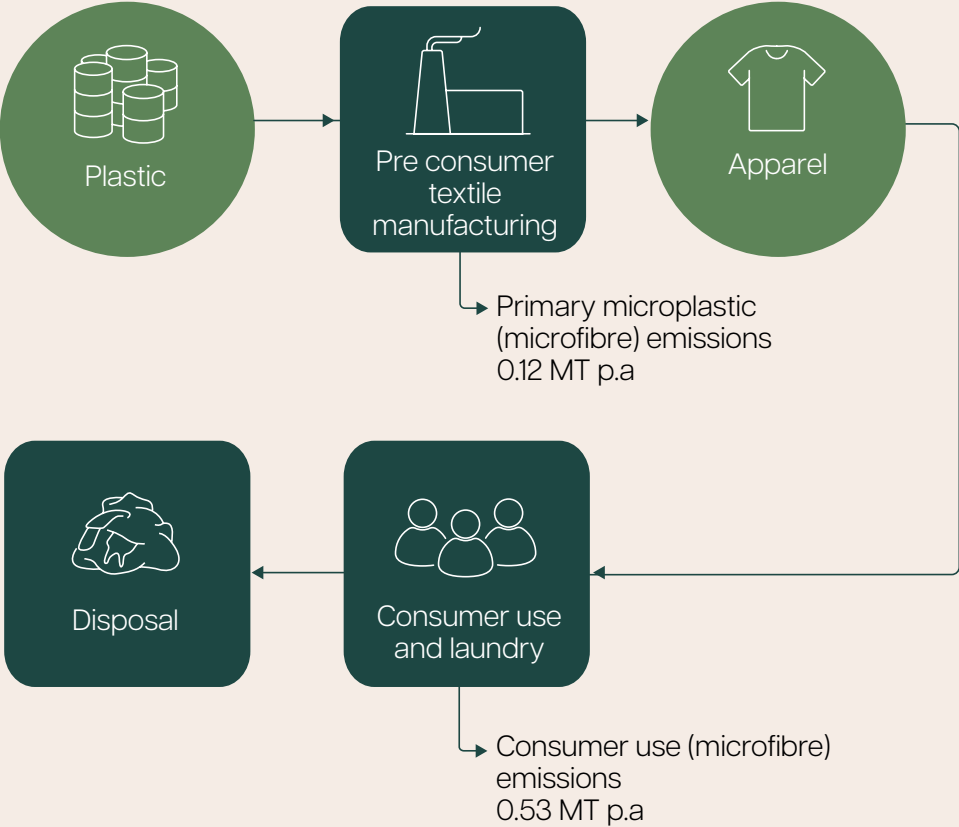 Plastic
Pre consumer
textile
manufacturing
Apparel
Primary microplastic
(microfibre) emissions
0.12 MT p.a
Disposal
Consumer use
and laundry
Consumer use (microfibre)
emissions
0.53 MT p.a